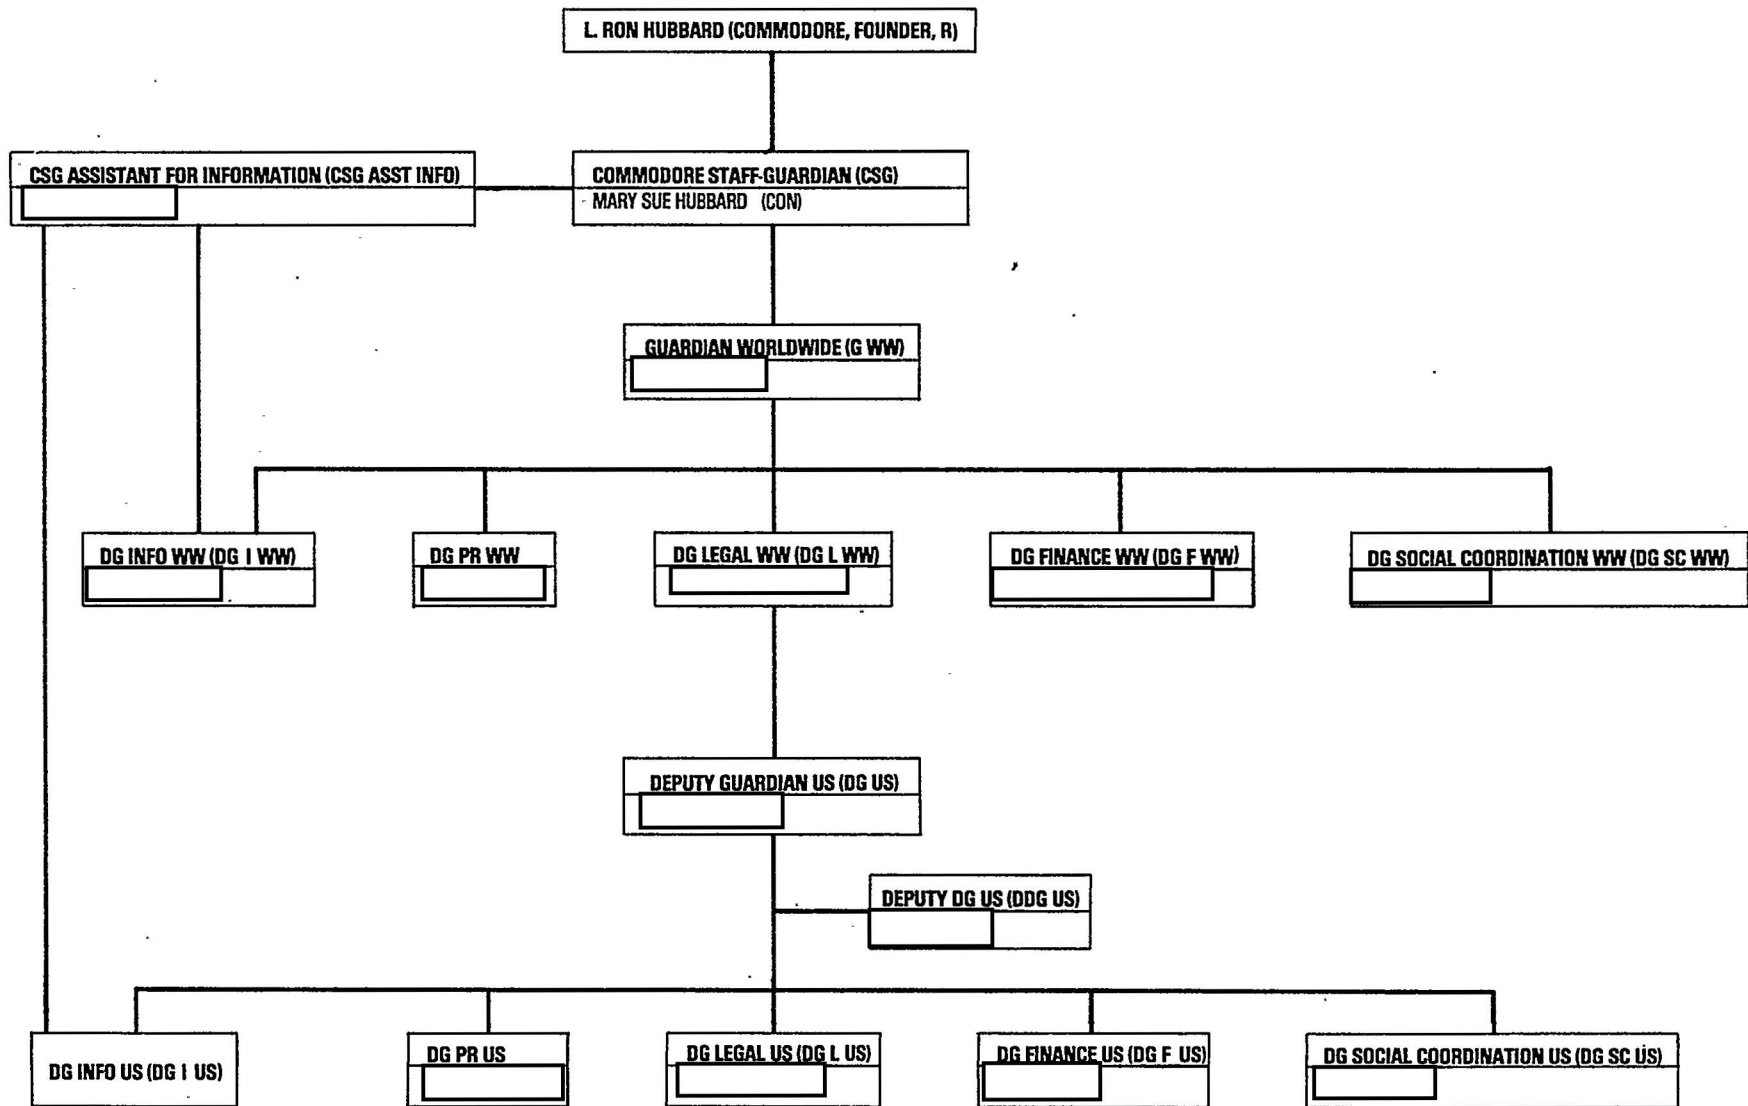 L. RON HUBBARD (COMMODORE, FOUNDER, R)
CSG ASSISTANT FOR INFORMATION (CSG ASST INFO)
COMMODORE STAFF-GUARDIAN (CSG)
MARY SUE HUBBARD (CON)
GUARDIAN WORLDWIDE (G WW)
DG INFO WW (DG I WW)
DG PR WW
DG LEGAL WW (DG L WW)
DG FINANCE WW (DG F WW)
DG SOCIAL COORDINATION WW (DG SC WW)
DEPUTY GUARDIAN US (DG US)
DEPUTY DG US (DDG US)
DG INFO US (DG I US)
DG PR US
DG LEGAL US (DG L US)
DG FINANCE US (DG F US)
DG SOCIAL COORDINATION US (DG SC US)